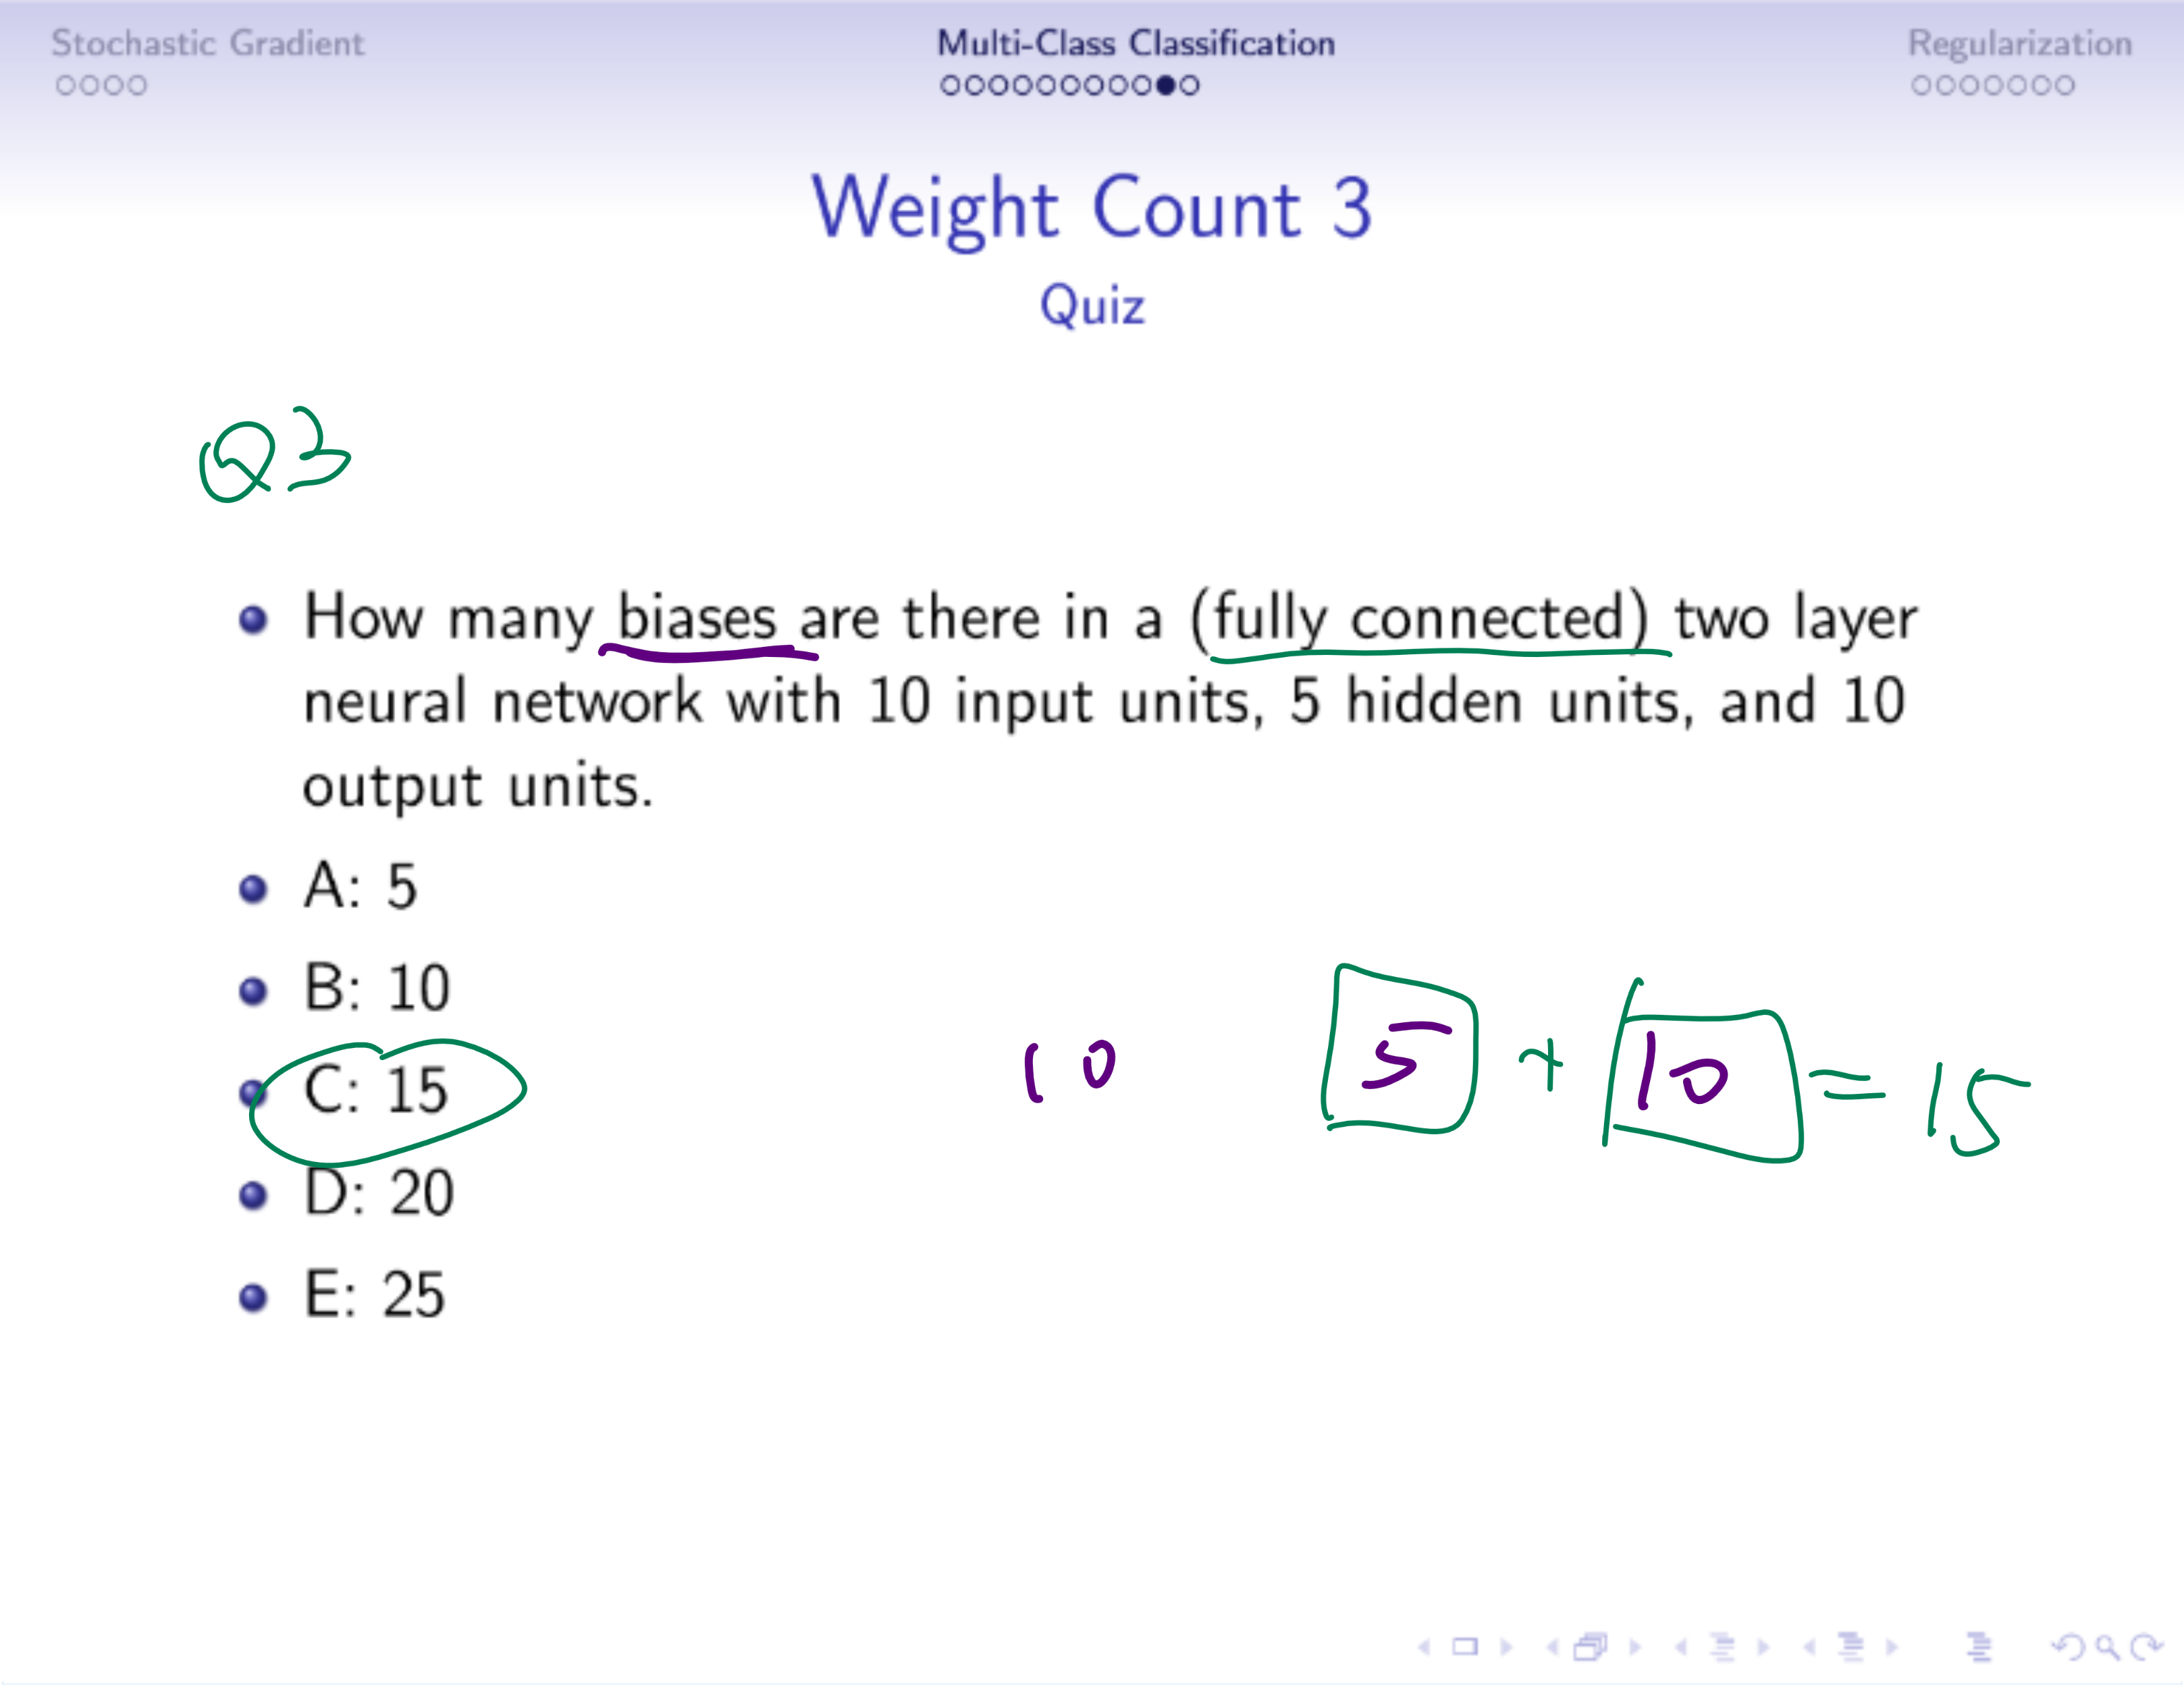 Stochastic Gradient
Multi-Class Classification
Regularization
Weight Count 3
Quiz
Q3
How many biases are there in a (fully connected) two layer
neural network with 10 input units, 5 hidden units, and 10
output units.
A: 5
B: 10
C: 15
D: 20
E: 25
10 5 + 10 = 15